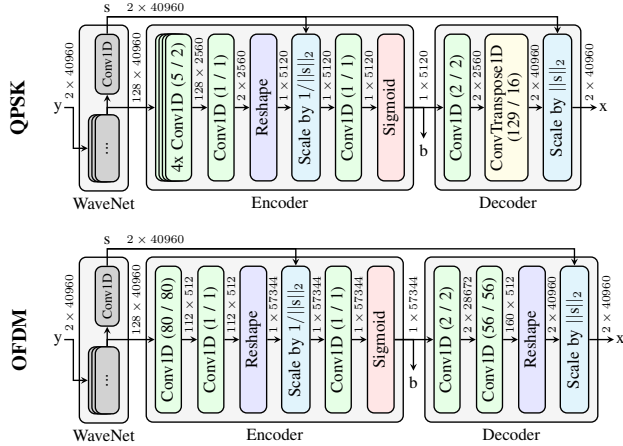 s 2 × 40960
QPSK
y 2 × 40960
Conv1D
...
WaveNet
128 × 40960
4x Conv1D (5 / 2)
128 × 2560
Conv1D (1 / 1)
2 × 2560
Reshape
1 × 5120
Scale by 1/||s||₂
1 × 5120
Conv1D (1 / 1)
1 × 5120
Sigmoid
Encoder
1 × 5120
b
Conv1D (2 / 2)
2 × 2560
ConvTranspose1D
(129 / 16)
2 × 40960
Scale by ||s||₂
Decoder
2 × 40960
x
s 2 × 40960
OFDM
y 2 × 40960
Conv1D
...
WaveNet
128 × 40960
Conv1D (80 / 80)
112 × 512
Conv1D (1 / 1)
112 × 512
Reshape
1 × 57344
Scale by 1/||s||₂
1 × 57344
Conv1D (1 / 1)
1 × 57344
Sigmoid
Encoder
1 × 57344
b
Conv1D (2 / 2)
2 × 28672
Conv1D (56 / 56)
160 × 512
Reshape
2 × 40960
Scale by ||s||₂
Decoder
2 × 40960
x